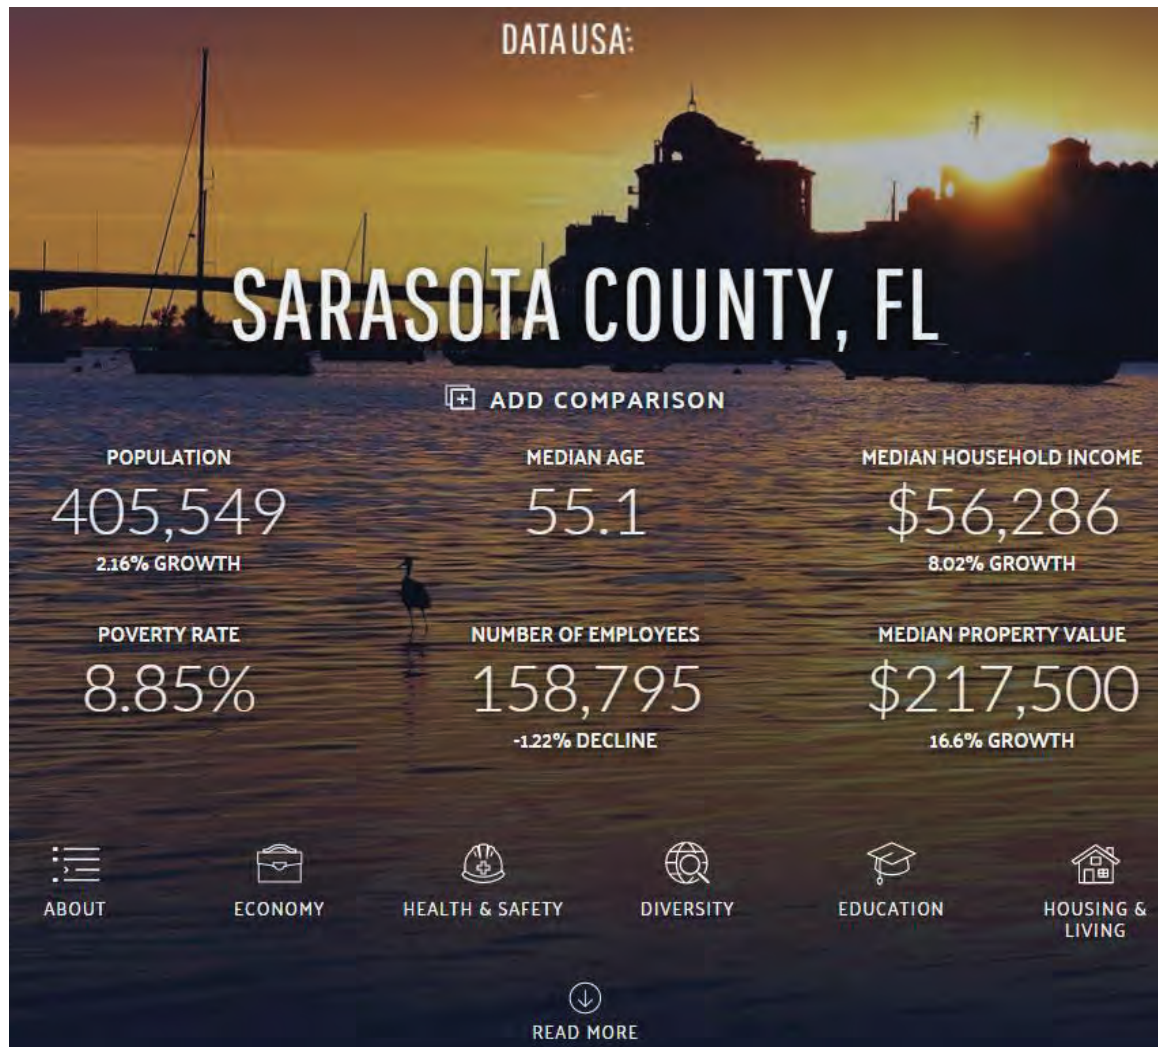 DATA USA:
SARASOTA COUNTY, FL
ADD COMPARISON
POPULATION
405,549
2.16% GROWTH
MEDIAN AGE
55.1
MEDIAN HOUSEHOLD INCOME
$56,286
8.02% GROWTH
POVERTY RATE
8.85%
NUMBER OF EMPLOYEES
158,795
-1.22% DECLINE
MEDIAN PROPERTY VALUE
$217,500
16.6% GROWTH
ABOUT
ECONOMY
HEALTH & SAFETY
DIVERSITY
EDUCATION
HOUSING &
LIVING
READ MORE